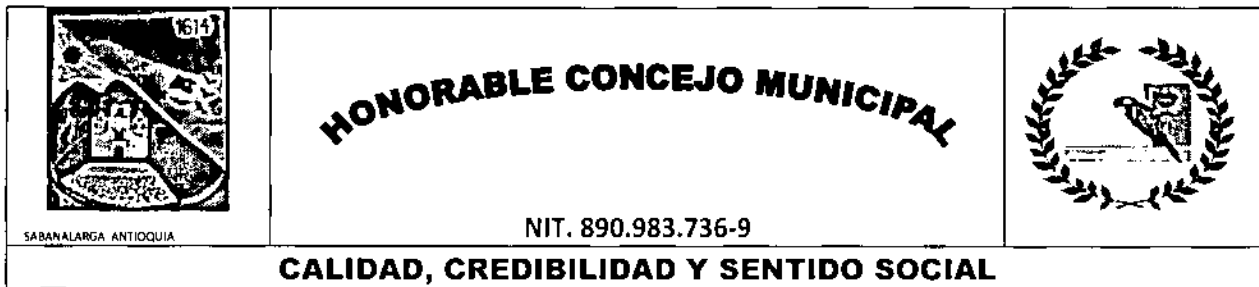 1614
SABANALARGA ANTIOQUIA
HONORABLE CONCEJO MUNICIPAL
NIT. 890.983.736-9
CALIDAD, CREDIBILIDAD Y SENTIDO SOCIAL